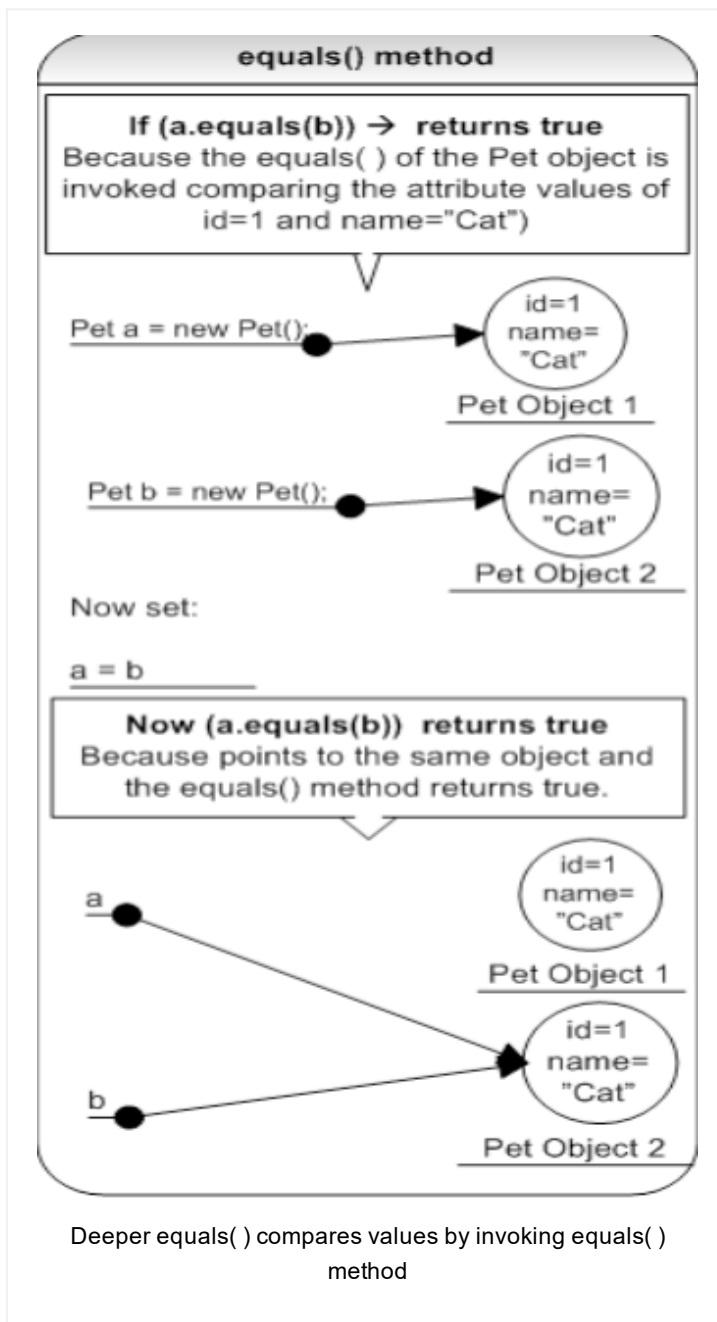 equals() method
If (a.equals(b)) → returns true
Because the equals( ) of the Pet object is
invoked comparing the attribute values of
id=1 and name="Cat")
Pet a = new Pet();
id=1
name=
"Cat"
Pet Object 1
Pet b = new Pet();
id=1
name=
"Cat"
Pet Object 2
Now set:
a = b
Now (a.equals(b)) returns true
Because points to the same object and
the equals() method returns true.
a
id=1
name=
"Cat"
Pet Object 1
b
id=1
name=
"Cat"
Pet Object 2
Deeper equals( ) compares values by invoking equals( )
method